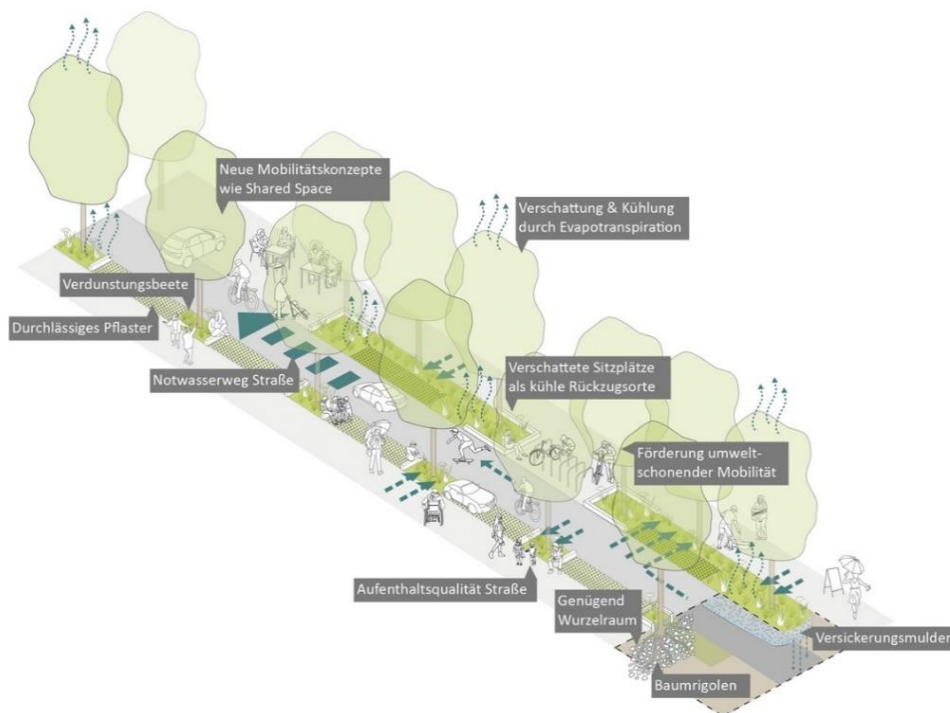 Neue Mobilitätskonzepte
wie Shared Space
Verschattung & Kühlung
durch Evapotranspiration
Verdunstungsbeete
Durchlässiges Pflaster
Notwasserweg Straße
Verschattete Sitzplätze
als kühle Rückzugsorte
Förderung umwelt-
schonender Mobilität
Aufenthaltsqualität Straße
Genügend
Wurzelraum
Versickerungsmulden
Baumrigolen